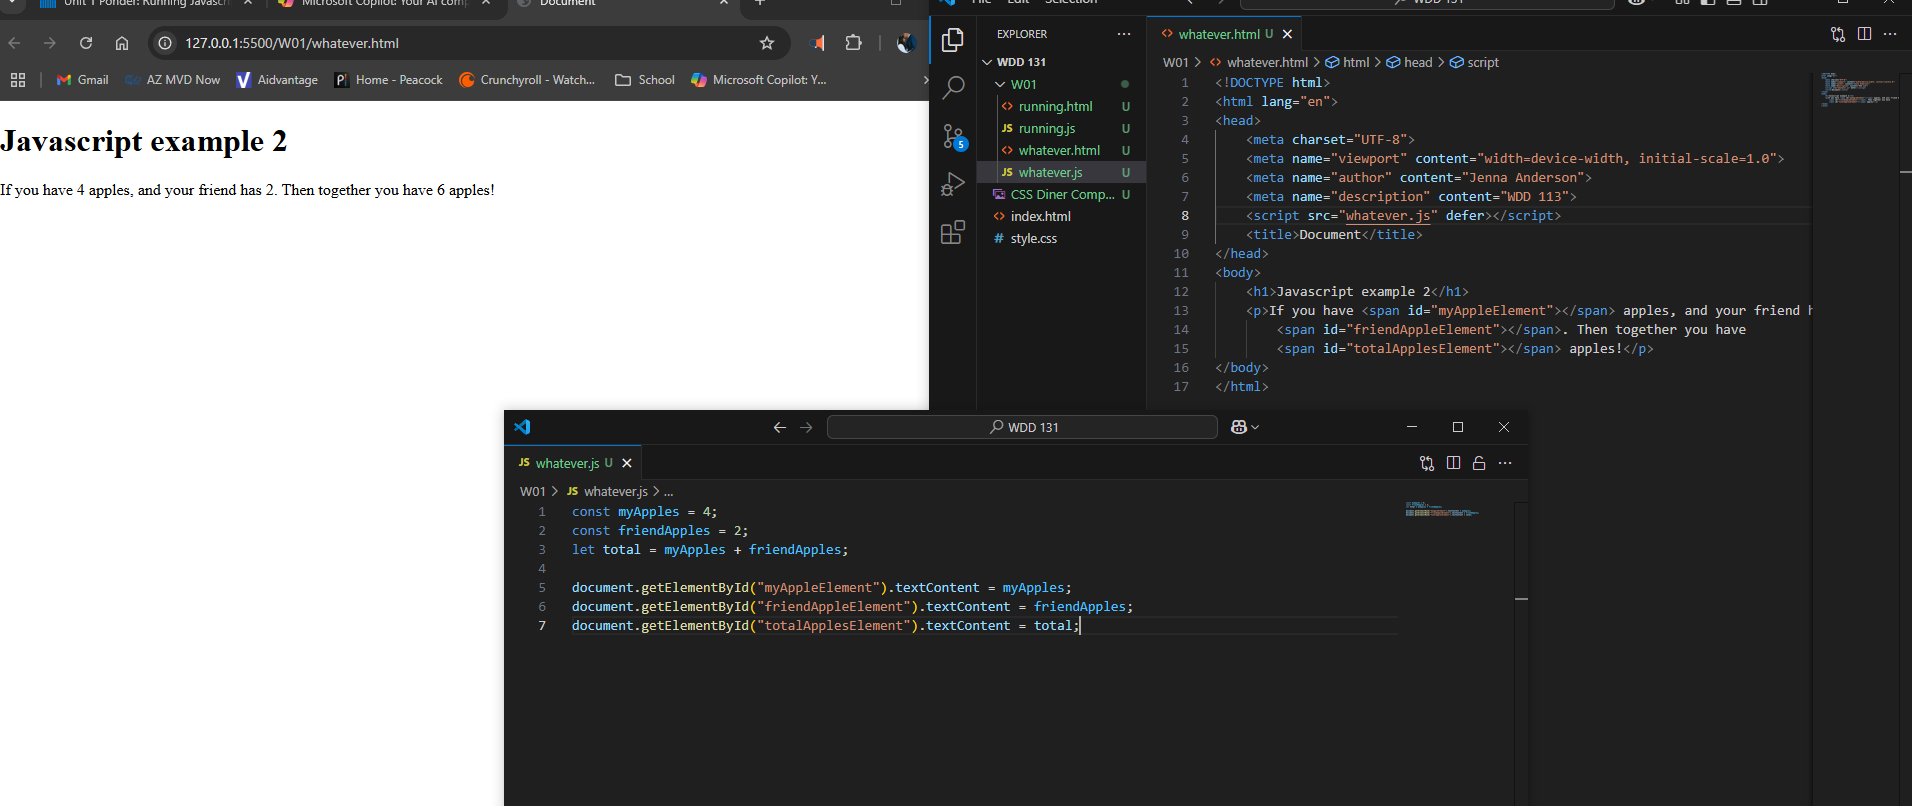 Unit 1 Ponder: Running Javasc
Microsoft Copilot: Your AI comp
Document
127.0.0.1:5500/W01/whatever.html
Gmail
AZ MVD Now
Aidvantage
Home - Peacock
Crunchyroll - Watch...
School
Microsoft Copilot: Y...
Javascript example 2
If you have 4 apples, and your friend has 2. Then together you have 6 apples!
File Edit Selection
WDD 131
EXPLORER
WDD 131
W01
running.html U
JS running.js U
whatever.html U
JS whatever.js U
CSS Diner Comp... U
index.html
# style.css
5
whatever.html U
W01 > whatever.html > html > head > script
1 <!DOCTYPE html>
2 <html lang="en">
3 <head>
4 <meta charset="UTF-8">
5 <meta name="viewport" content="width=device-width, initial-scale=1.0">
6 <meta name="author" content="Jenna Anderson">
7 <meta name="description" content="WDD 113">
8 <script src="whatever.js" defer></script>
9 <title>Document</title>
10 </head>
11 <body>
12 <h1>Javascript example 2</h1>
13 <p>If you have <span id="myAppleElement"></span> apples, and your friend h
14 <span id="friendAppleElement"></span>. Then together you have
15 <span id="totalApplesElement"></span> apples!</p>
16 </body>
17 </html>
WDD 131
JS whatever.js U
W01 > JS whatever.js > ...
1 const myApples = 4;
2 const friendApples = 2;
3 let total = myApples + friendApples;
4
5 document.getElementById("myAppleElement").textContent = myApples;
6 document.getElementById("friendAppleElement").textContent = friendApples;
7 document.getElementById("totalApplesElement").textContent = total;